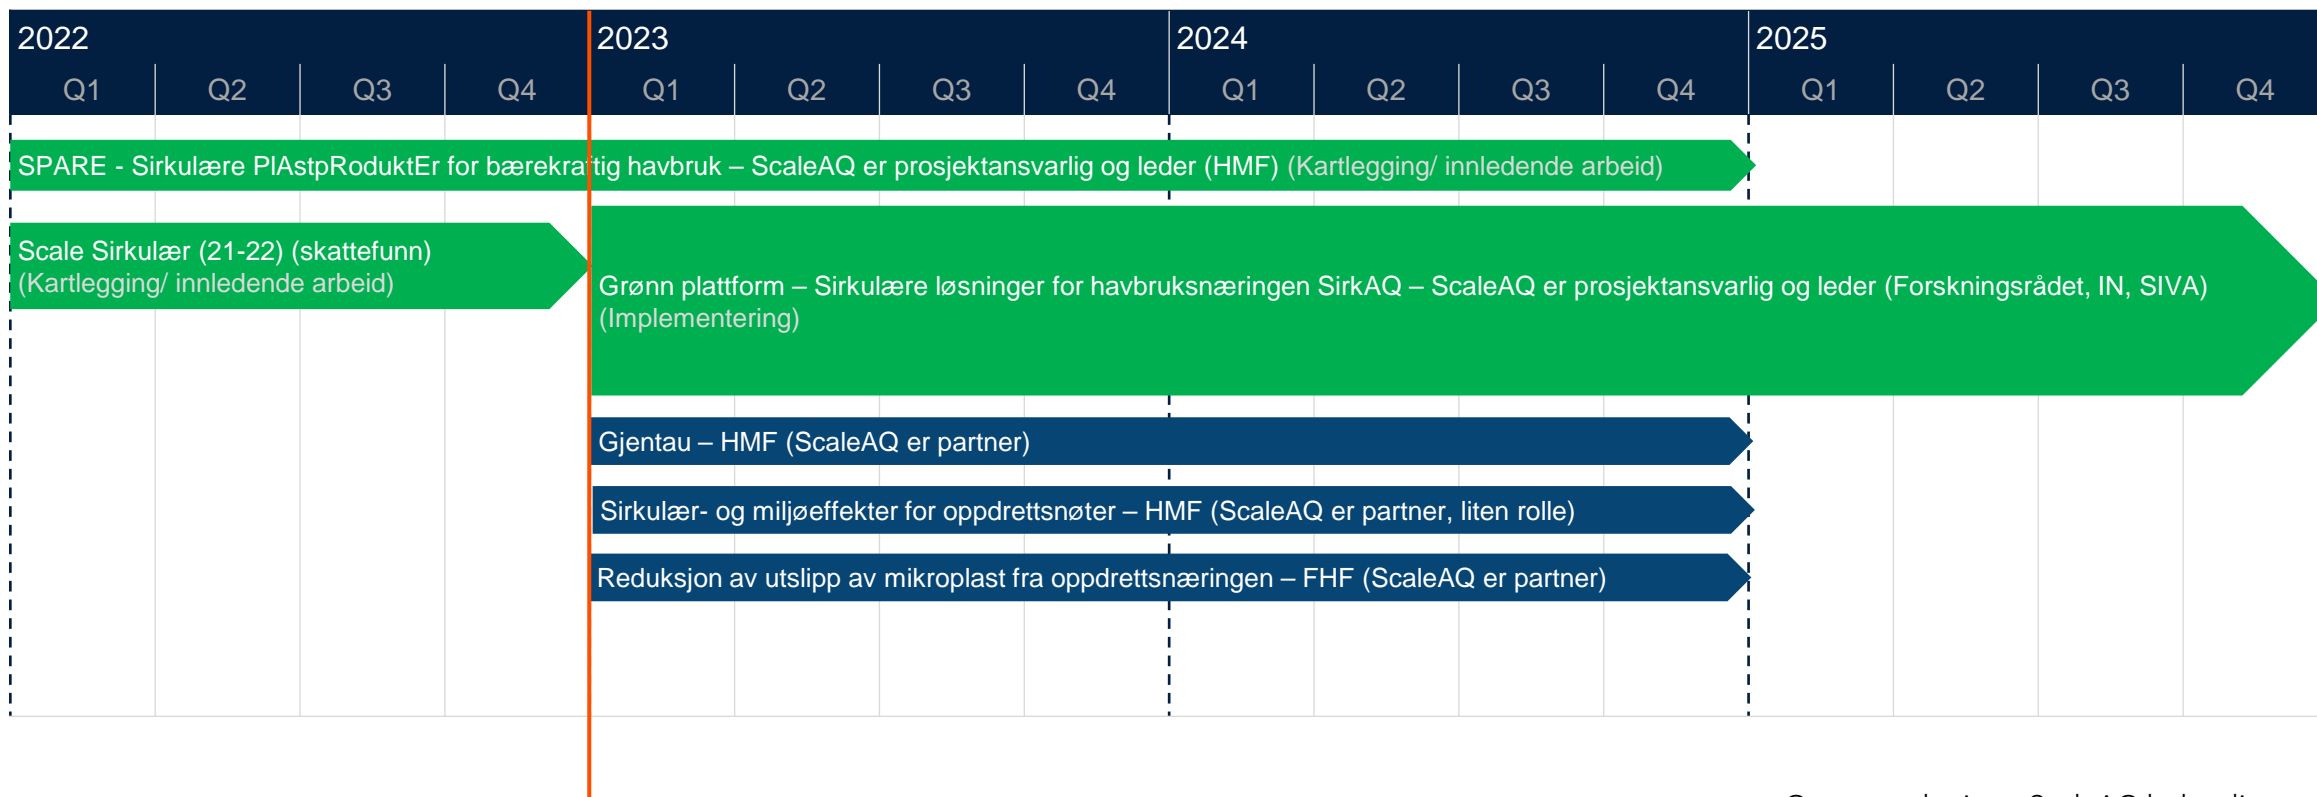 2022 2023 2024 2025
Q1 Q2 Q3 Q4 Q1 Q2 Q3 Q4 Q1 Q2 Q3 Q4 Q1 Q2 Q3 Q4
SPARE - Sirkulære PlAstpRoduktEr for bærekraftig havbruk – ScaleAQ er prosjektansvarlig og leder (HMF) (Kartlegging/ innledende arbeid)
Scale Sirkulær (21-22) (skattefunn)
(Kartlegging/ innledende arbeid)
Grønn plattform – Sirkulære løsninger for havbruksnæringen SirkAQ – ScaleAQ er prosjektansvarlig og leder (Forskningsrådet, IN, SIVA)
(Implementering)
Gjentau – HMF (ScaleAQ er partner)
Sirkulær- og miljøeffekter for oppdrettsnøter – HMF (ScaleAQ er partner, liten rolle)
Reduksjon av utslipp av mikroplast fra oppdrettsnæringen – FHF (ScaleAQ er partner)